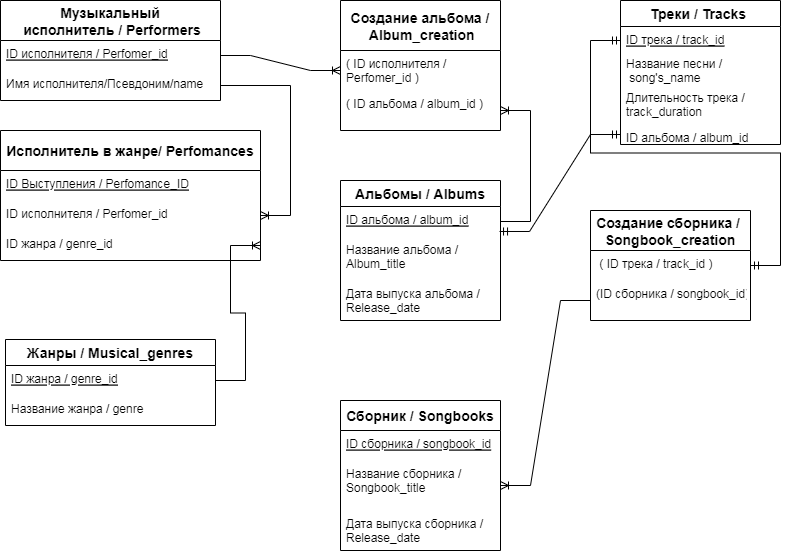 Музыкальный
исполнитель / Performers
ID исполнителя / Perfomer_id
Имя исполнителя/Псевдоним/name
Исполнитель в жанре/ Perfomances
ID Выступления / Perfomance_ID
ID исполнителя / Perfomer_id
ID жанра / genre_id
Жанры / Musical_genres
ID жанра / genre_id
Название жанра / genre
Создание альбома /
Album_creation
( ID исполнителя /
Perfomer_id )
( ID альбома / album_id )
Альбомы / Albums
ID альбома / album_id
Название альбома /
Album_title
Дата выпуска альбома /
Release_date
Сборник / Songbooks
ID сборника / songbook_id
Название сборника /
Songbook_title
Дата выпуска сборника /
Release_date
Треки / Tracks
ID трека / track_id
Название песни /
song's_name
Длительность трека /
track_duration
ID альбома / album_id
Создание сборника /
Songbook_creation
( ID трека / track_id )
(ID сборника / songbook_id